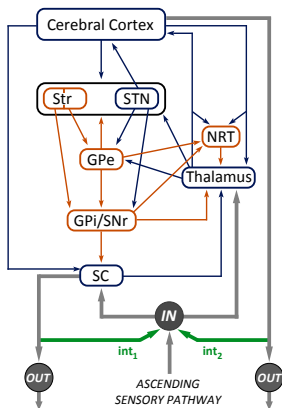 Cerebral Cortex
Str
STN
NRT
GPe
Thalamus
GPi/SNr
SC
IN
int1
int2
OUT
OUT
ASCENDING
SENSORY PATHWAY